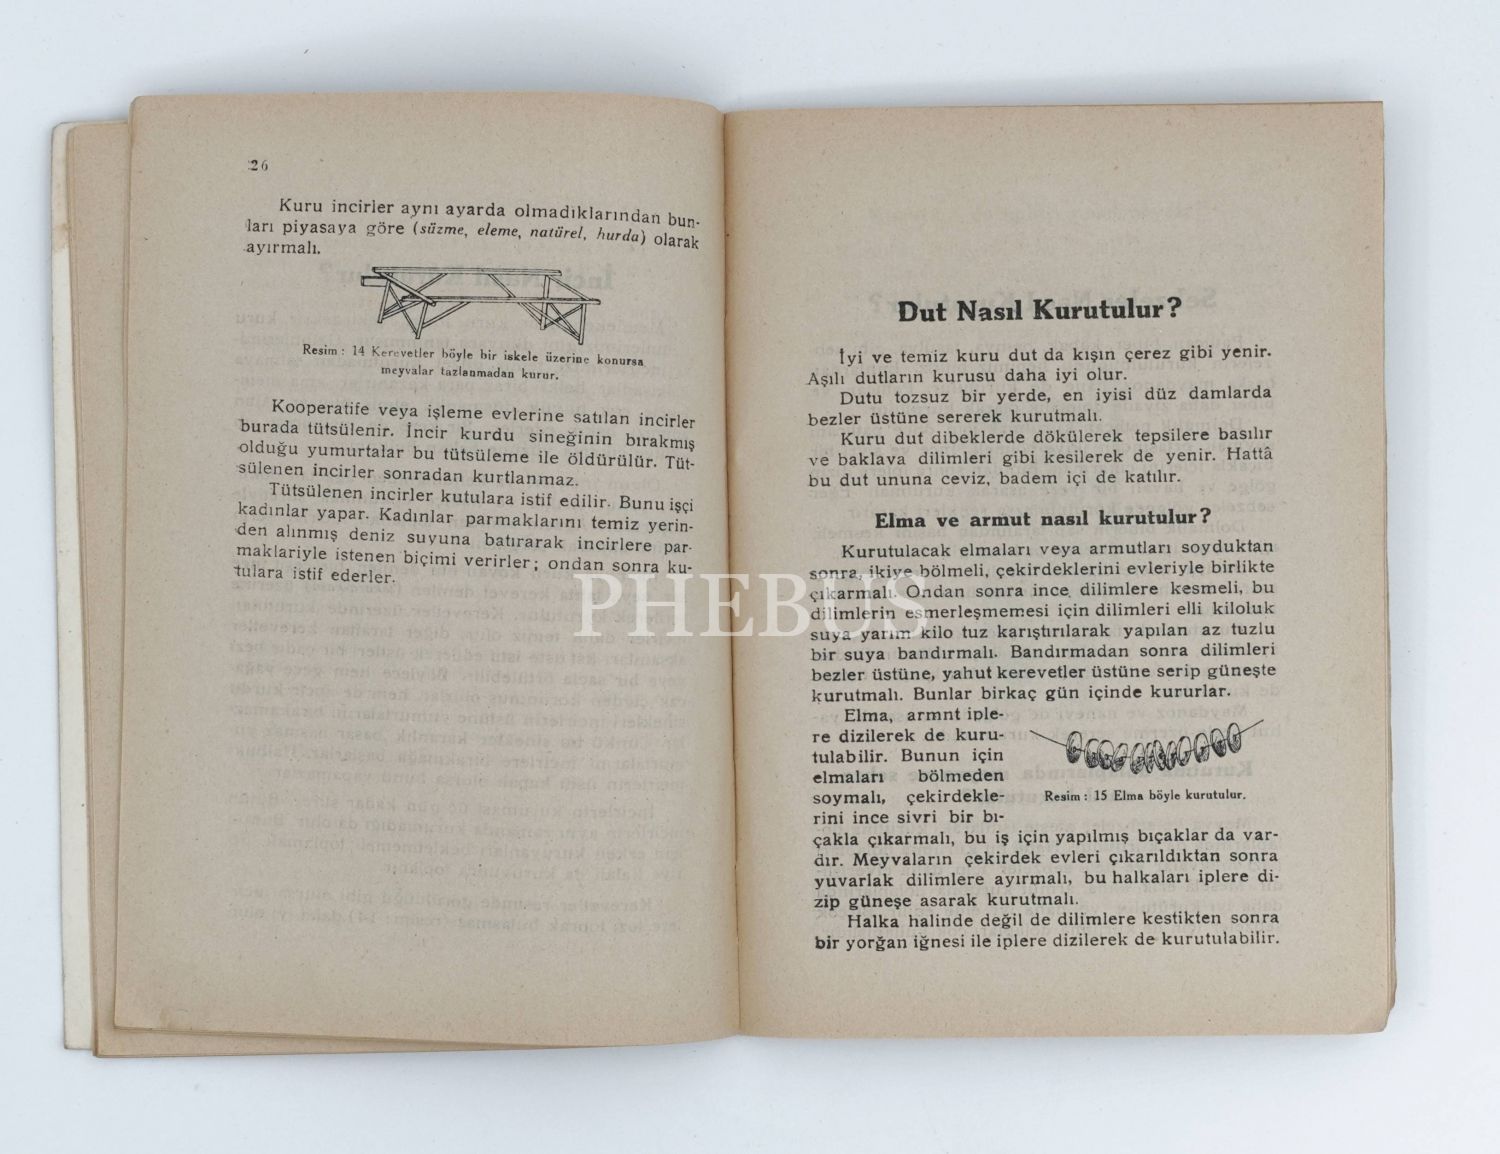 26
Kuru incirler aynı ayarda olmadıklarından bun-
ları piyasaya göre (süzme, eleme, natürel, hurda) olarak
ayırmalı.
Resim : 14 Kerevetler böyle bir iskele üzerine konursa
meyvalar tazlanmadan kurur.
Kooperatife veya işleme evlerine satılan incirler
burada tütsülenir. İncir kurdu sineğinin bırakmış
olduğu yumurtalar bu tütsüleme ile öldürülür. Tüt-
sülenen incirler sonradan kurtlanmaz.
Tütsülenen incirler kutulara istif edilir. Bunu işçi
kadınlar yapar. Kadınlar parmaklarını temiz yerin-
den alınmış deniz suyuna batırarak incirlere par-
maklariyle istenen biçimi verirler; ondan sonra ku-
tulara istif ederler.
Dut Nasıl Kurutulur?
İyi ve temiz kuru dut da kışın çerez gibi yenir.
Aşılı dutların kurusu daha iyi olur.
Dutu tozsuz bir yerde, en iyisi düz damlarda
bezler üstüne sererek kurutmalı.
Kuru dut dibeklerde dökülerek tepsilere basılır
ve baklava dilimleri gibi kesilerek de yenir. Hattâ
bu dut ununa ceviz, badem içi de katılır.
Elma ve armut nasıl kurutulur?
Kurutulacak elmaları veya armutları soyduktan
sonra, ikiye bölmeli, çekirdeklerini evleriyle birlikte
çıkarmalı. Ondan sonra ince dilimlere kesmeli, bu
dilimlerin esmerleşmemesi için dilimleri elli kiloluk
suya yarım kilo tuz karıştırılarak yapılan az tuzlu
bir suya bandırmalı. Bandırmadan sonra dilimleri
bezler üstüne, yahut kerevetler üstüne serip güneşte
kurutmalı. Bunlar birkaç gün içinde kururlar.
Elma, armnt iple-
re dizilerek de kuru-
tulabilir. Bunun için
elmaları bölmeden
soymalı, çekirdekle-
rini ince sivri bir bı-
Resim : 15 Elma böyle kurutulur.
çakla çıkarmalı, bu iş için yapılmış bıçaklar da var-
dır. Meyvaların çekirdek evleri çıkarıldıktan sonra
yuvarlak dilimlere ayırmalı, bu halkaları iplere di-
zip güneşe asarak kurutmalı.
Halka halinde değil de dilimlere kestikten sonra
bir yorğan iğnesi ile iplere dizilerek de kurutulabilir.
PHEBUS